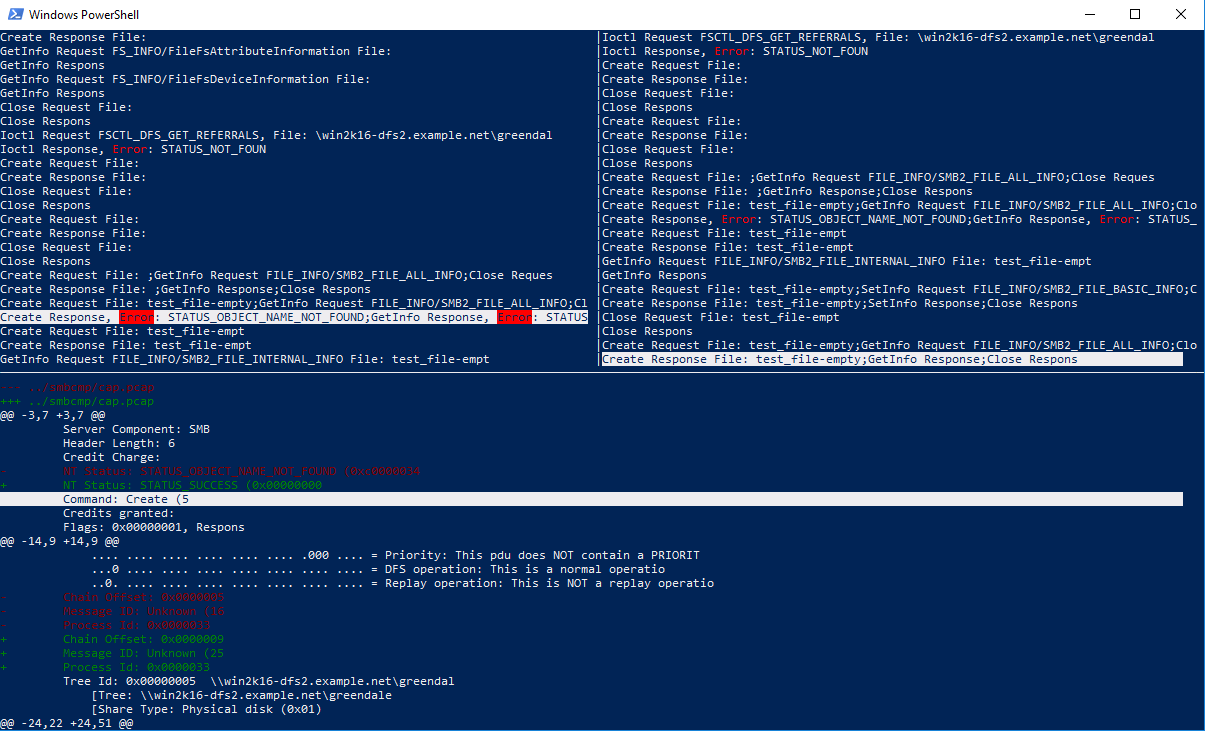 Windows PowerShell
Create Response File:
GetInfo Request FS_INFO/FileFsAttributeInformation File:
GetInfo Respons
GetInfo Request FS_INFO/FileFsDeviceInformation File:
GetInfo Respons
Close Request File:
Close Respons
Ioctl Request FSCTL_DFS_GET_REFERRALS, File: \win2k16-dfs2.example.net\greendal
Ioctl Response, Error: STATUS_NOT_FOUN
Create Request File:
Create Response File:
Close Request File:
Close Respons
Create Request File:
Create Response File:
Close Request File:
Close Respons
Create Request File: ;GetInfo Request FILE_INFO/SMB2_FILE_ALL_INFO;Close Reques
Create Response File: ;GetInfo Response;Close Respons
Create Request File: test_file-empty;GetInfo Request FILE_INFO/SMB2_FILE_ALL_INFO;Cl
Create Response, Error: STATUS_OBJECT_NAME_NOT_FOUND;GetInfo Response, Error: STATUS
Create Request File: test_file-empt
Create Response File: test_file-empt
GetInfo Request FILE_INFO/SMB2_FILE_INTERNAL_INFO File: test_file-empt
|Ioctl Request FSCTL_DFS_GET_REFERRALS, File: \win2k16-dfs2.example.net\greendal
|Ioctl Response, Error: STATUS_NOT_FOUN
|Create Request File:
|Create Response File:
|Close Request File:
|Close Respons
|Create Request File:
|Create Response File:
|Close Request File:
|Close Respons
|Create Request File: ;GetInfo Request FILE_INFO/SMB2_FILE_ALL_INFO;Close Reques
|Create Response File: ;GetInfo Response;Close Respons
|Create Request File: test_file-empty;GetInfo Request FILE_INFO/SMB2_FILE_ALL_INFO;Clo
|Create Response, Error: STATUS_OBJECT_NAME_NOT_FOUND;GetInfo Response, Error: STATUS_
|Create Request File: test_file-empt
|Create Response File: test_file-empt
|GetInfo Request FILE_INFO/SMB2_FILE_INTERNAL_INFO File: test_file-empt
|GetInfo Respons
|Create Request File: test_file-empty;SetInfo Request FILE_INFO/SMB2_FILE_BASIC_INFO;C
|Create Response File: test_file-empty;SetInfo Response;Close Respons
|Close Request File: test_file-empt
|Close Respons
|Create Request File: test_file-empty;GetInfo Request FILE_INFO/SMB2_FILE_ALL_INFO;Clo
|Create Response File: test_file-empty;GetInfo Response;Close Respons
--- ../smbcmp/cap.pcap
+++ ../smbcmp/cap.pcap
@@ -3,7 +3,7 @@
Server Component: SMB
Header Length: 6
Credit Charge:
- NT Status: STATUS_OBJECT_NAME_NOT_FOUND (0xc0000034
+ NT Status: STATUS_SUCCESS (0x00000000
Command: Create (5
Credits granted:
Flags: 0x00000001, Respons
@@ -14,9 +14,9 @@
.... .... .... .... .... .... .000 .... = Priority: This pdu does NOT contain a PRIORIT
...0 .... .... .... .... .... .... .... = DFS operation: This is a normal operatio
..0. .... .... .... .... .... .... .... = Replay operation: This is NOT a replay operatio
- Chain Offset: 0x0000005
- Message ID: Unknown (16
- Process Id: 0x0000033
+ Chain Offset: 0x0000009
+ Message ID: Unknown (25
+ Process Id: 0x0000033
Tree Id: 0x00000005 \\win2k16-dfs2.example.net\greendal
[Tree: \\win2k16-dfs2.example.net\greendale
[Share Type: Physical disk (0x01)
@@ -24,22 +24,51 @@